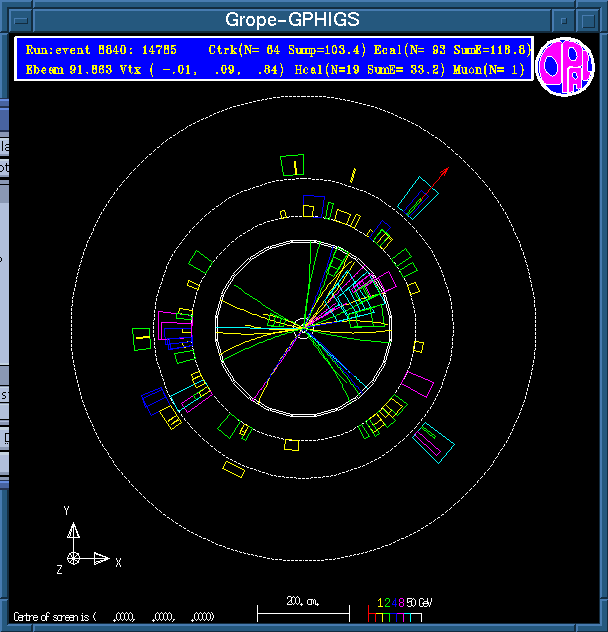 Grope-GPHIGS
Run:event 8840: 14785 Ctrk(N= 64 Sump=103.4) Ecal(N= 93 SumE=118.8)
Ebeam 91.863 Vtx ( -.01, .09, .84) Hcal(N=19 SumE= 33.2) Muon(N= 1)
OPAL
Y
X
Z
200. cm.
1 2 4 8 50 GeV
Centre of screen is ( .0000, .0000, .0000)